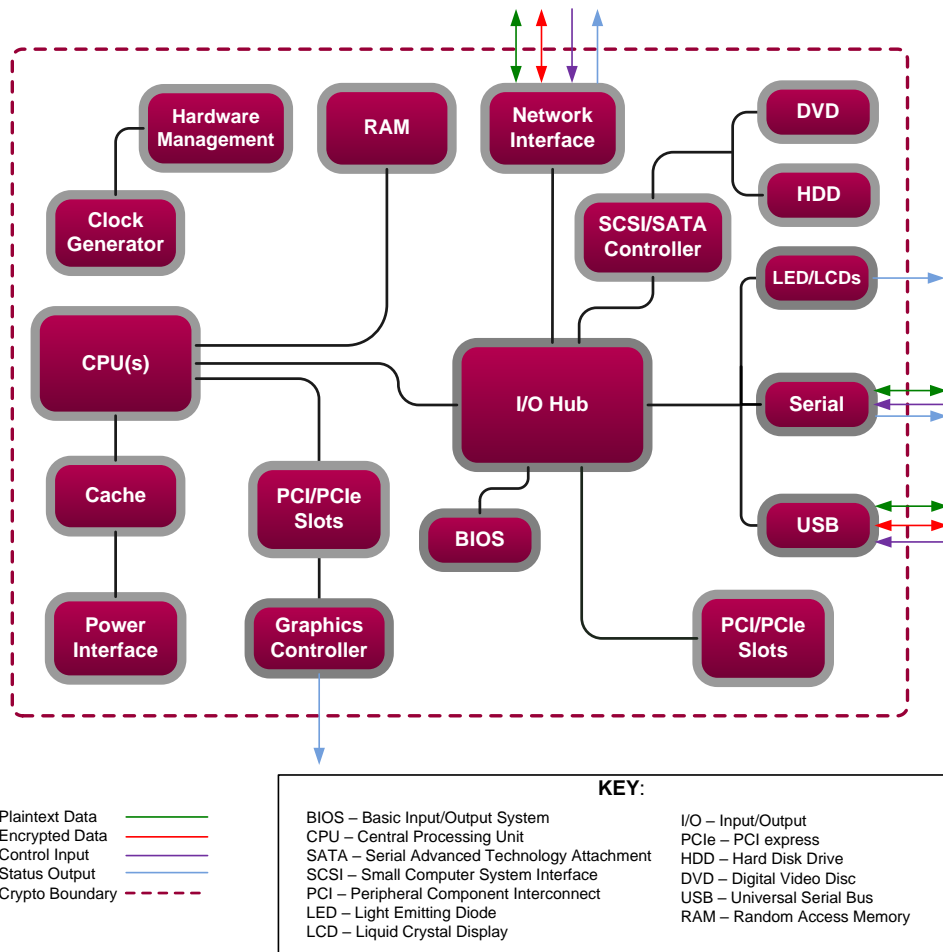 Hardware
Management
RAM
Network
Interface
DVD
HDD
Clock
Generator
SCSI/SATA
Controller
LED/LCDs
CPU(s)
I/O Hub
Serial
Cache
PCI/PCIe
Slots
BIOS
USB
Power
Interface
Graphics
Controller
PCI/PCIe
Slots
Plaintext Data
Encrypted Data
Control Input
Status Output
Crypto Boundary
KEY:
BIOS – Basic Input/Output System
CPU – Central Processing Unit
SATA – Serial Advanced Technology Attachment
SCSI – Small Computer System Interface
PCI – Peripheral Component Interconnect
LED – Light Emitting Diode
LCD – Liquid Crystal Display
I/O – Input/Output
PCIe – PCI express
HDD – Hard Disk Drive
DVD – Digital Video Disc
USB – Universal Serial Bus
RAM – Random Access Memory